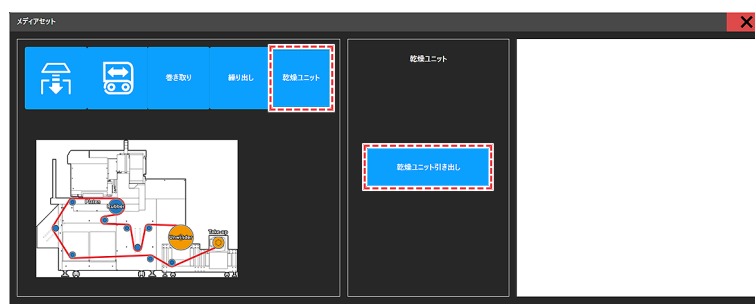 メディアセット
巻き取り
繰り出し
乾燥ユニット
乾燥ユニット
乾燥ユニット引き出し
Piston
Rubber
Unwinder
Take-up